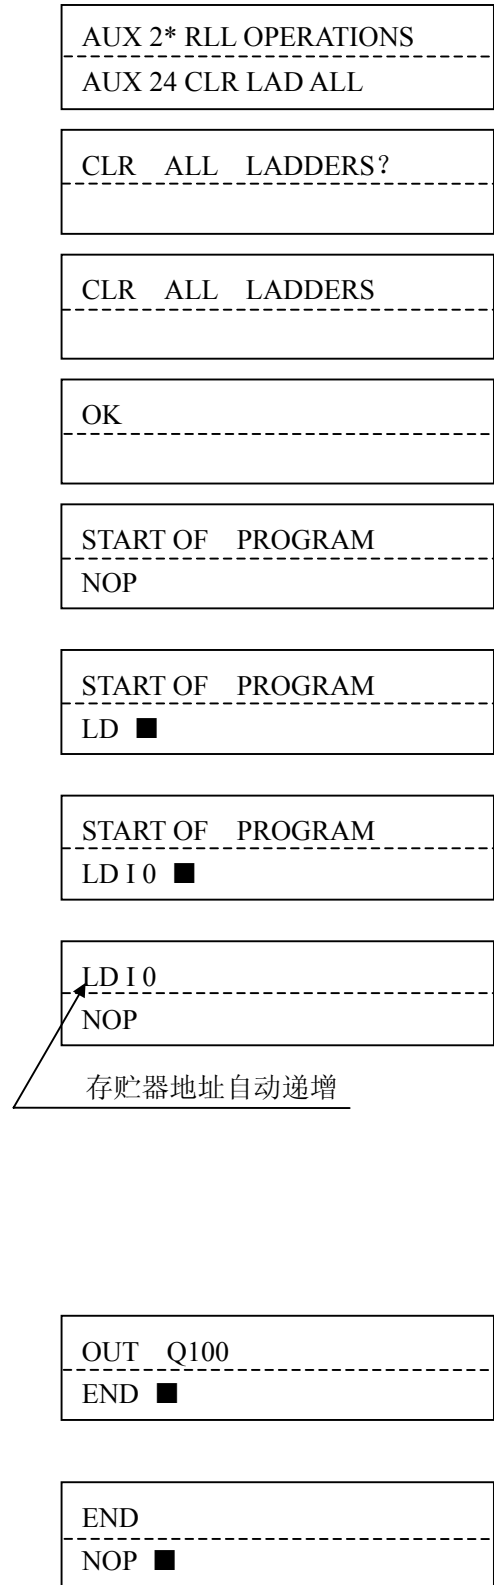 AUX 2* RLL OPERATIONS
AUX 24 CLR LAD ALL
CLR ALL LADDERS？
CLR ALL LADDERS
OK
START OF PROGRAM
NOP
START OF PROGRAM
LD ■
START OF PROGRAM
LD I 0 ■
LD I 0
NOP
存贮器地址自动递增
OUT Q100
END ■
END
NOP ■